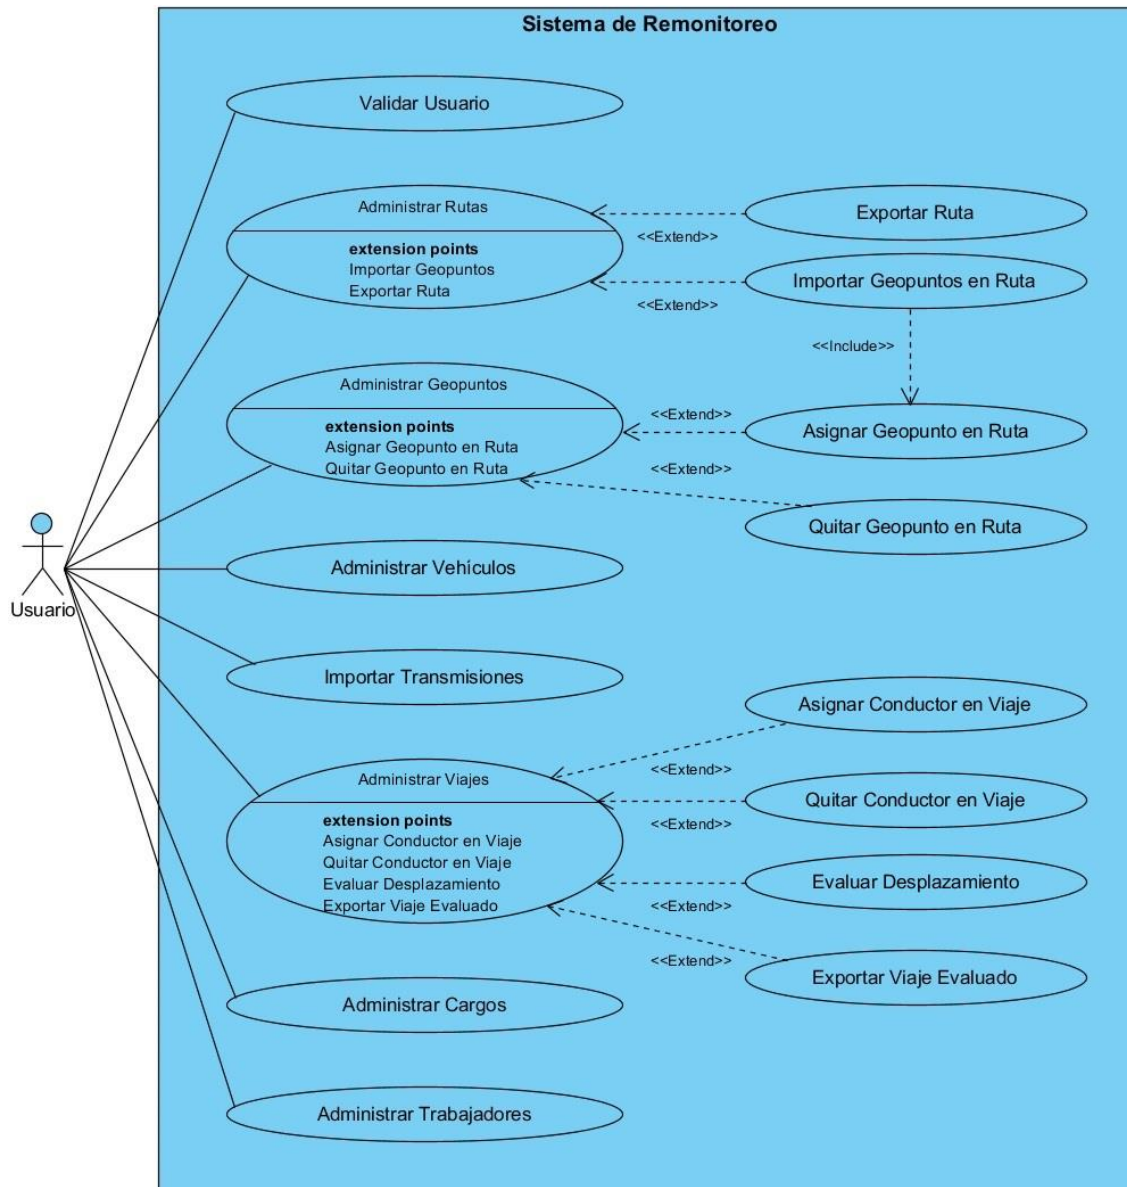 Sistema de Remonitoreo
Validar Usuario
Administrar Rutas
extension points
Importar Geopuntos
Exportar Ruta
<<Extend>>
Exportar Ruta
<<Extend>>
Importar Geopuntos en Ruta
<<Include>>
Administrar Geopuntos
extension points
Asignar Geopunto en Ruta
Quitar Geopunto en Ruta
<<Extend>>
Asignar Geopunto en Ruta
<<Extend>>
Quitar Geopunto en Ruta
Usuario
Administrar Vehículos
Importar Transmisiones
Administrar Viajes
extension points
Asignar Conductor en Viaje
Quitar Conductor en Viaje
Evaluar Desplazamiento
Exportar Viaje Evaluado
Asignar Conductor en Viaje
<<Extend>>
Quitar Conductor en Viaje
<<Extend>>
Evaluar Desplazamiento
<<Extend>>
Exportar Viaje Evaluado
<<Extend>>
Administrar Cargos
Administrar Trabajadores